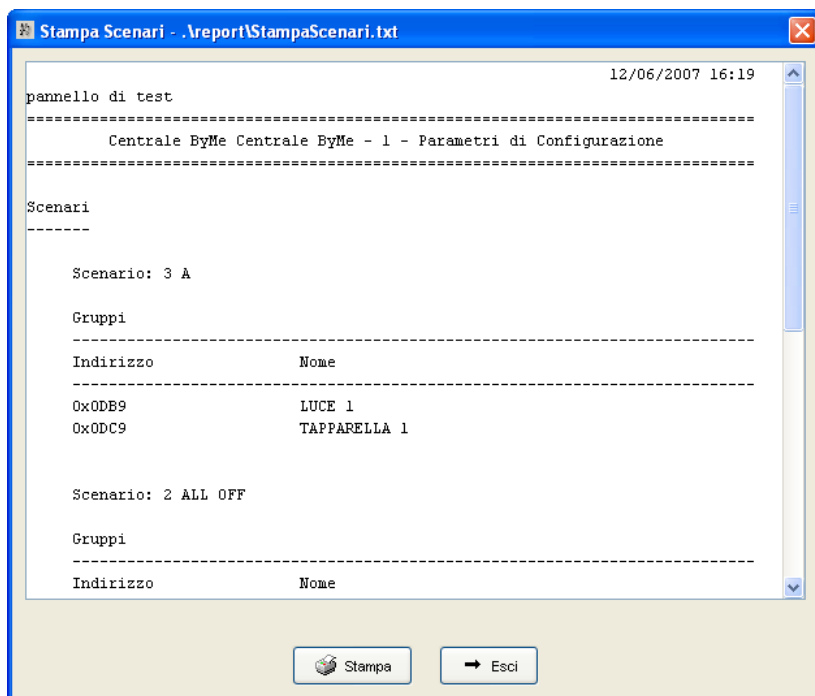 Stampa Scenari - .\report\StampaScenari.txt
12/06/2007 16:19
pannello di test
================================================================================
Centrale ByMe Centrale ByMe - 1 - Parametri di Configurazione
================================================================================
Scenari
-------
Scenario: 3 A
Gruppi
---------------------------------------------------------------------------
Indirizzo Nome
---------------------------------------------------------------------------
0x0DB9 LUCE 1
0x0DC9 TAPPARELLA 1
Scenario: 2 ALL OFF
Gruppi
---------------------------------------------------------------------------
Indirizzo Nome
Stampa
Esci